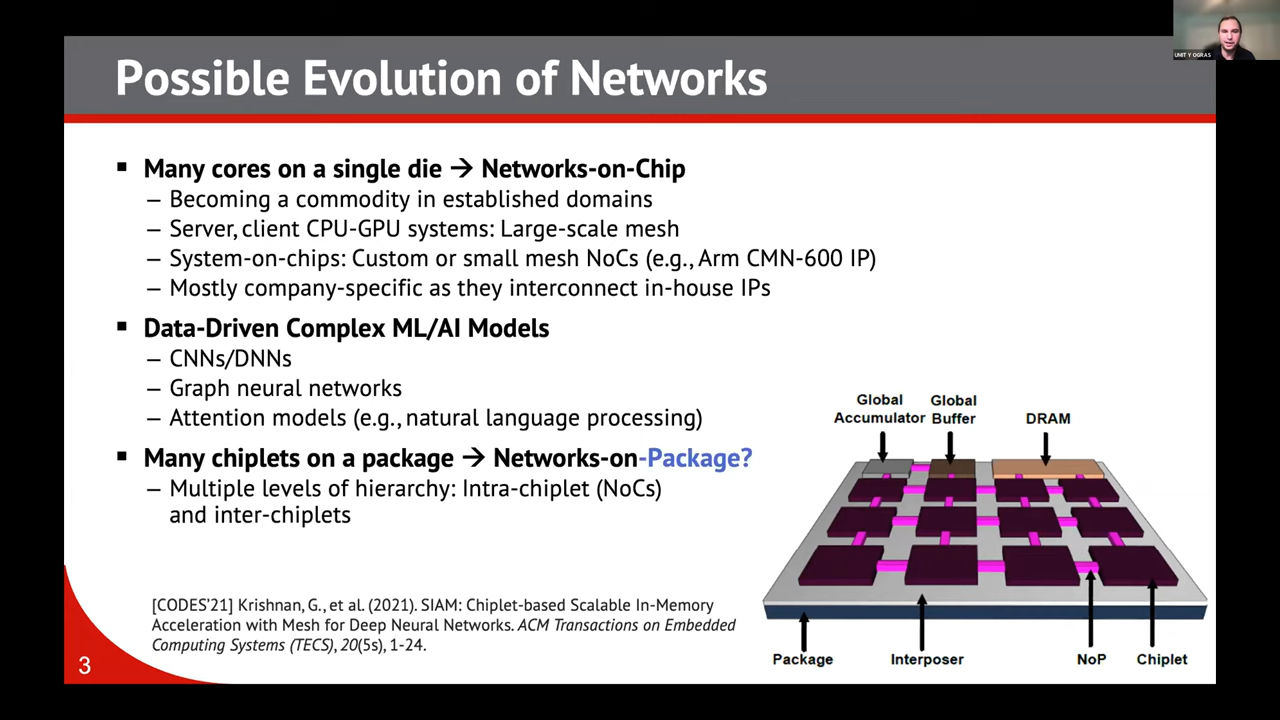 UMIT Y OGRAS
Possible Evolution of Networks
▪ Many cores on a single die → Networks-on-Chip
– Becoming a commodity in established domains
– Server, client CPU-GPU systems: Large-scale mesh
– System-on-chips: Custom or small mesh NoCs (e.g., Arm CMN-600 IP)
– Mostly company-specific as they interconnect in-house IPs
▪ Data-Driven Complex ML/AI Models
– CNNs/DNNs
– Graph neural networks
– Attention models (e.g., natural language processing)
▪ Many chiplets on a package → Networks-on-Package?
– Multiple levels of hierarchy: Intra-chiplet (NoCs)
and inter-chiplets
Global
Accumulator
Global
Buffer
DRAM
Package
Interposer
NoP
Chiplet
[CODES'21] Krishnan, G., et al. (2021). SIAM: Chiplet-based Scalable In-Memory
Acceleration with Mesh for Deep Neural Networks. ACM Transactions on Embedded
Computing Systems (TECS), 20(5s), 1-24.
3